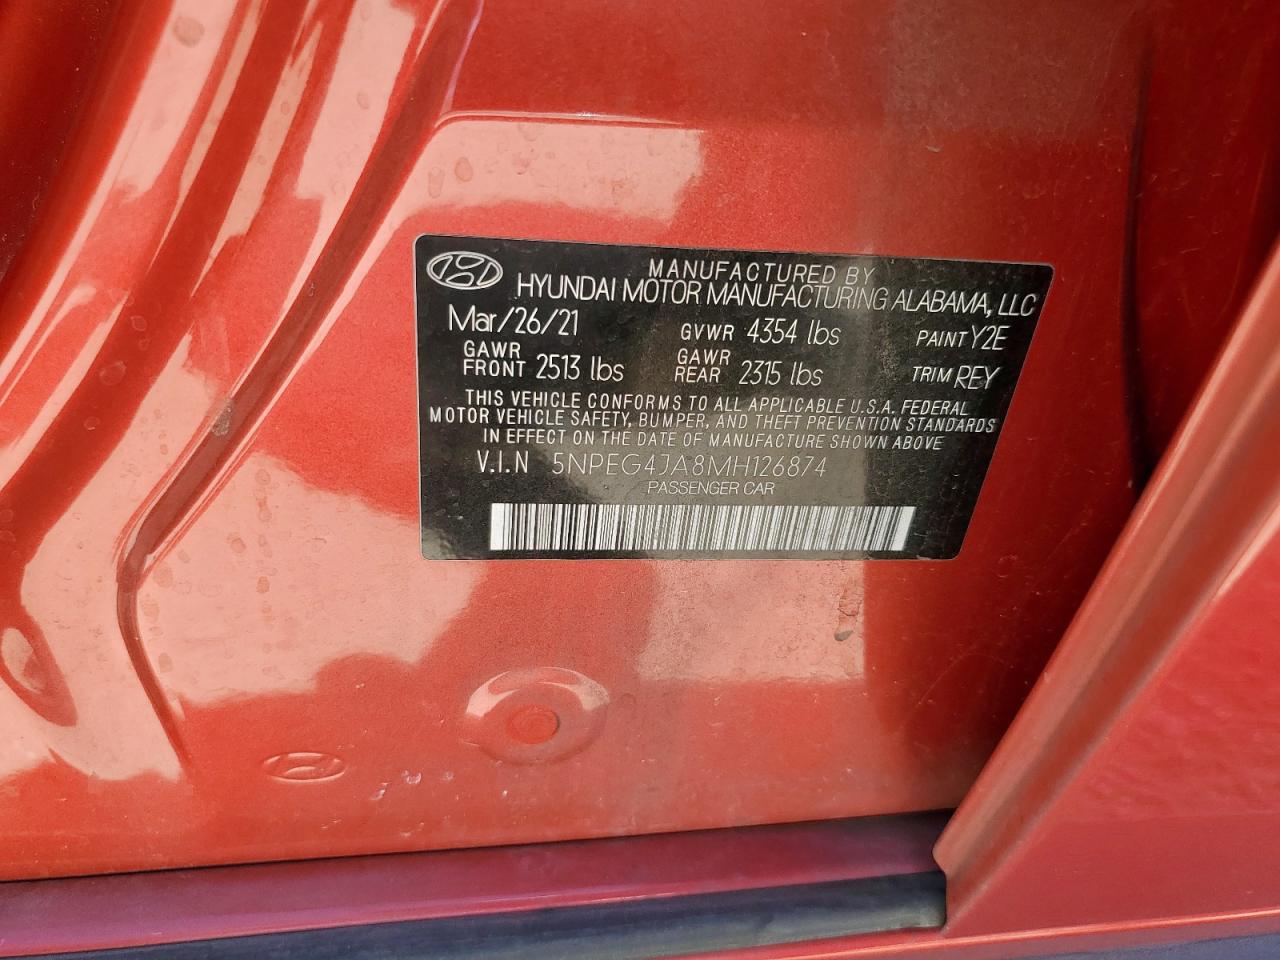 MANUFACTURED BY
HYUNDAI MOTOR MANUFACTURING ALABAMA, LLC
Mar/26/21 GVWR 4354 lbs PAINT Y2E
GAWR FRONT 2513 lbs GAWR REAR 2315 lbs TRIM REY
THIS VEHICLE CONFORMS TO ALL APPLICABLE U.S.A. FEDERAL
MOTOR VEHICLE SAFETY, BUMPER, AND THEFT PREVENTION STANDARDS
IN EFFECT ON THE DATE OF MANUFACTURE SHOWN ABOVE
V.I.N 5NPEG4JA8MH126874
PASSENGER CAR